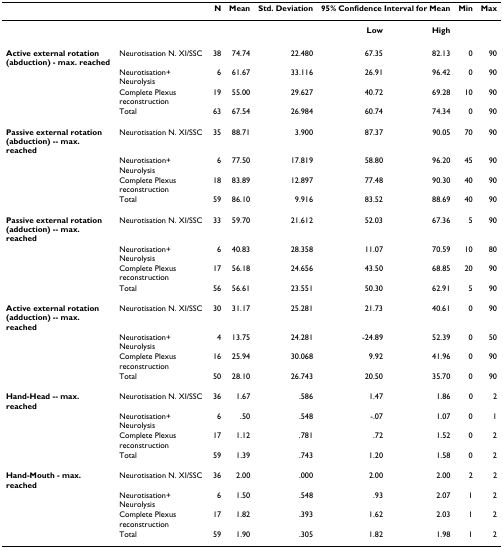 N Mean Std. Deviation 95% Confidence Interval for Mean Min Max
Low High
Active external rotation Neurotisation N. XI/SSC 38 74.74 22.480 67.35 82.13 0 90
(abduction) - max. reached
Neurotisation+ 6 61.67 33.116 26.91 96.42 0 90
Neurolysis
Complete Plexus 19 55.00 29.627 40.72 69.28 10 90
reconstruction
Total 63 67.54 26.984 60.74 74.34 0 90
Passive external rotation Neurotisation N. XI/SSC 35 88.71 3.900 87.37 90.05 70 90
(abduction) -- max.
reached
Neurotisation+ 6 77.50 17.819 58.80 96.20 45 90
Neurolysis
Complete Plexus 18 83.89 12.897 77.48 90.30 40 90
reconstruction
Total 59 86.10 9.916 83.52 88.69 40 90
Passive external rotation Neurotisation N. XI/SSC 33 59.70 21.612 52.03 67.36 5 90
(adduction) -- max.
reached
Neurotisation+ 6 40.83 28.358 11.07 70.59 10 80
Neurolysis
Complete Plexus 17 56.18 24.656 43.50 68.85 20 90
reconstruction
Total 56 56.61 23.551 50.30 62.91 5 90
Active external rotation Neurotisation N. XI/SSC 30 31.17 25.281 21.73 40.61 0 90
(adduction) -- max.
reached
Neurotisation+ 4 13.75 24.281 -24.89 52.39 0 50
Neurolysis
Complete Plexus 16 25.94 30.068 9.92 41.96 0 90
reconstruction
Total 50 28.10 26.743 20.50 35.70 0 90
Hand-Head -- max. Neurotisation N. XI/SSC 36 1.67 .586 1.47 1.86 0 2
reached
Neurotisation+ 6 .50 .548 -.07 1.07 0 1
Neurolysis
Complete Plexus 17 1.12 .781 .72 1.52 0 2
reconstruction
Total 59 1.39 .743 1.20 1.58 0 2
Hand-Mouth - max. Neurotisation N. XI/SSC 36 2.00 .000 2.00 2.00 2 2
reached
Neurotisation+ 6 1.50 .548 .93 2.07 1 2
Neurolysis
Complete Plexus 17 1.82 .393 1.62 2.03 1 2
reconstruction
Total 59 1.90 .305 1.82 1.98 1 2